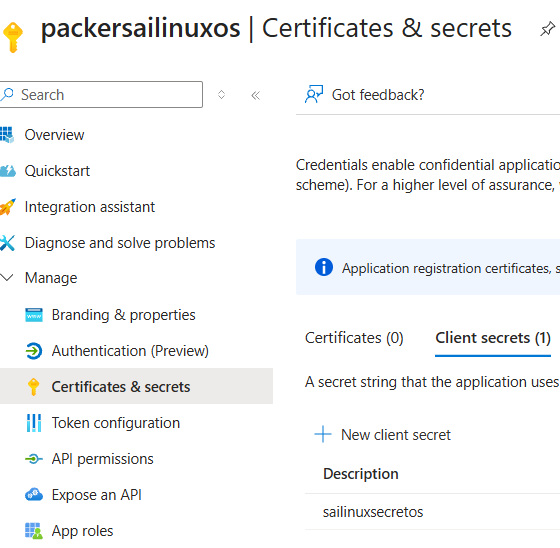 packersailinuxos | Certificates & secrets
Search
Overview
Quickstart
Integration assistant
Diagnose and solve problems
Manage
Branding & properties
Authentication (Preview)
Certificates & secrets
Token configuration
API permissions
Expose an API
App roles
Got feedback?
Credentials enable confidential applicatio
scheme). For a higher level of assurance,
Application registration certificates, s
Certificates (0)
Client secrets (1)
A secret string that the application uses
New client secret
Description
sailinuxsecretos